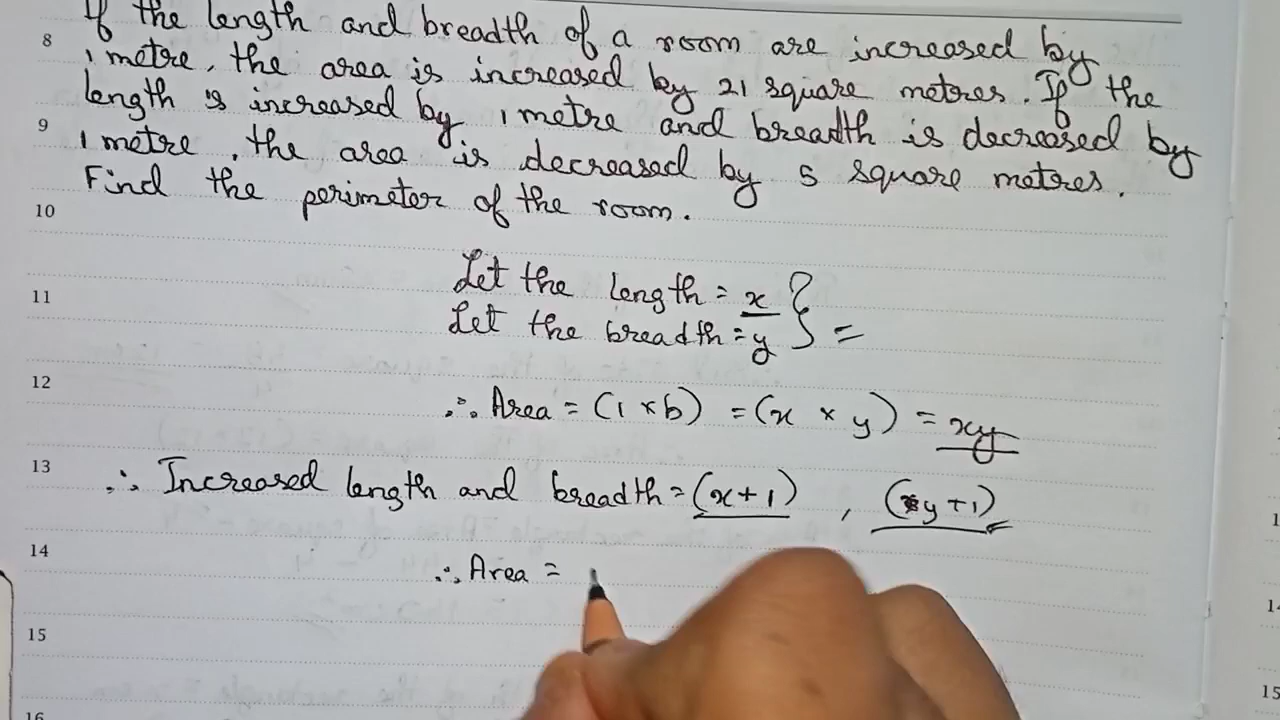 8
If the length and breadth of a room are increased by
1 metre, the area is increased by 21 square metres. If the
length is increased by 1 metre and breadth is decreased by
9
1 metre, the area is decreased by 5 square metres.
Find the perimeter of the room.
10
Let the length = x
11
Let the breadth = y } =
12
∴ Area = (l × b) = (x × y) = xy
13
∴ Increased length and breadth = (x+1) , (y+1)
14
∴ Area =
15
16
1
14
15